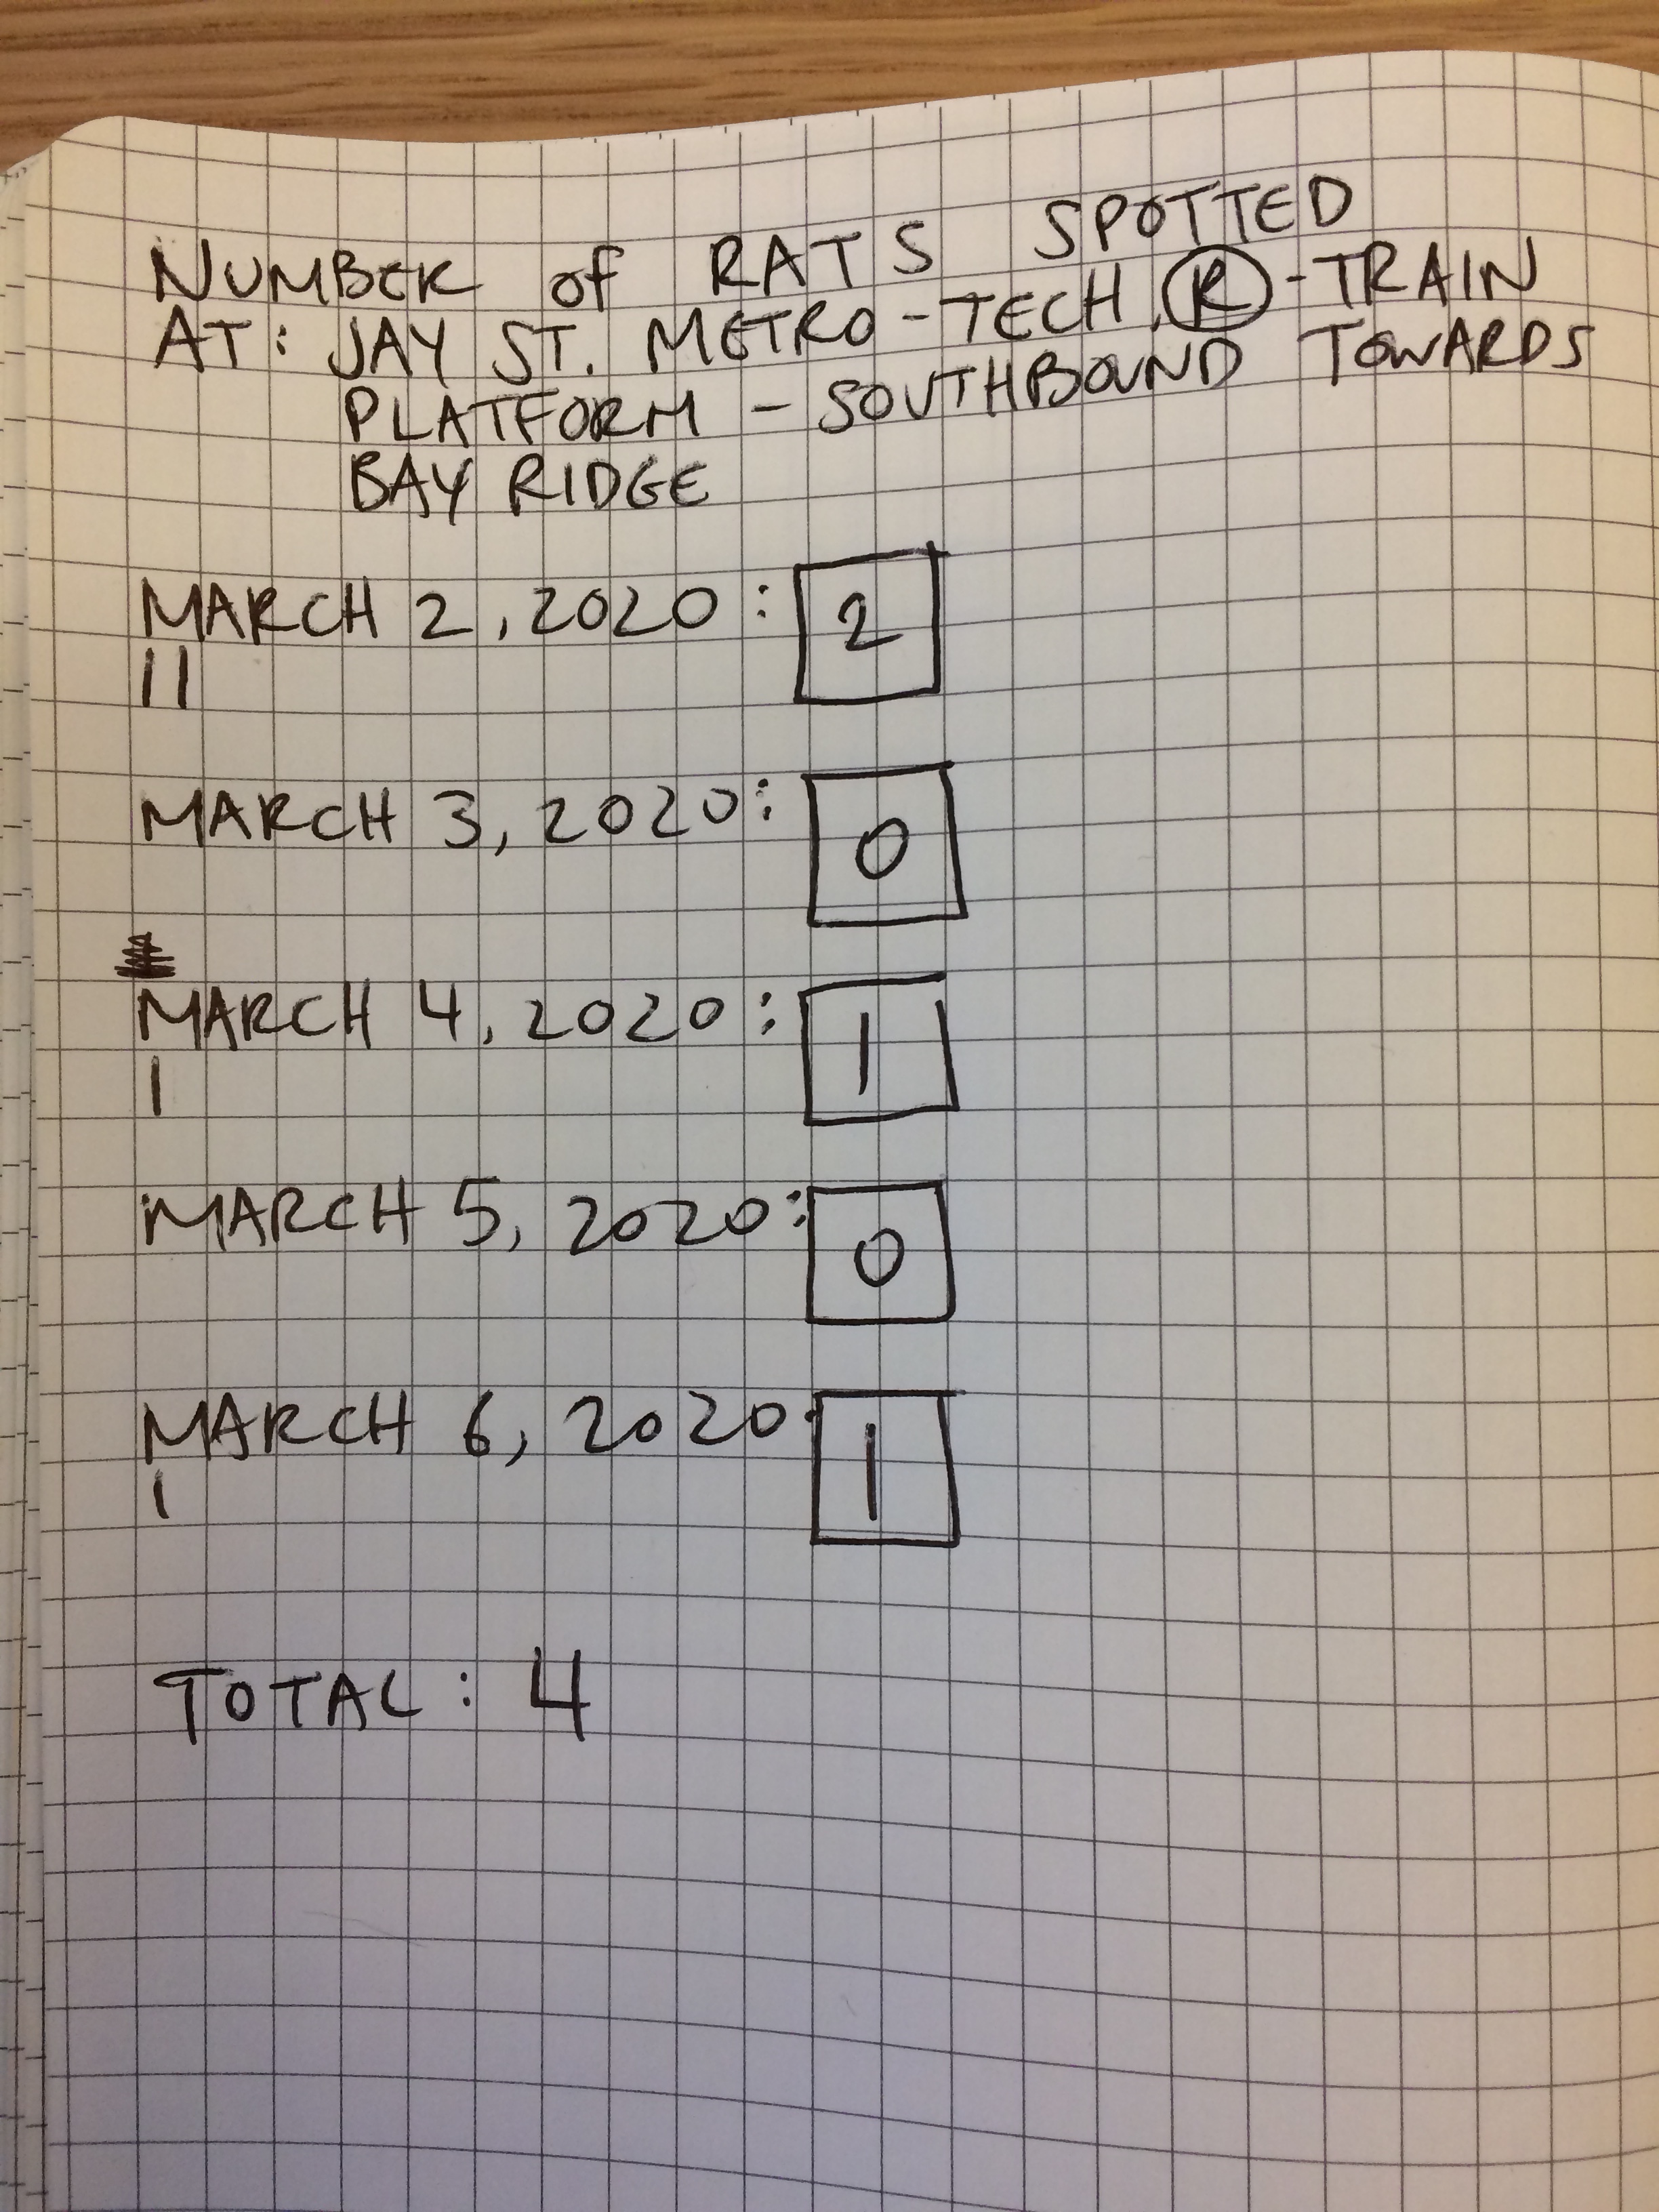 NUMBER of RATS SPOTTED
AT: JAY ST. METRO-TECH, R-TRAIN
PLATFORM - SOUTHBOUND TOWARDS
BAY RIDGE
MARCH 2, 2020: 2
II
MARCH 3, 2020: 0
MARCH 4, 2020: 1
I
MARCH 5, 2020: 0
MARCH 6, 2020: 1
I
TOTAL: 4